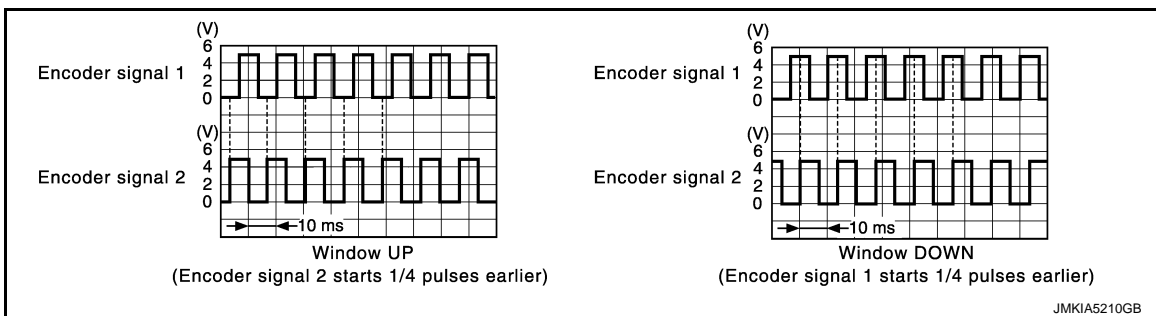 (V)
6
4
2
0
Encoder signal 1
(V)
6
4
2
0
Encoder signal 2
10 ms
Window UP
(Encoder signal 2 starts 1/4 pulses earlier)
(V)
6
4
2
0
Encoder signal 1
(V)
6
4
2
0
Encoder signal 2
10 ms
Window DOWN
(Encoder signal 1 starts 1/4 pulses earlier)
JMKIA5210GB